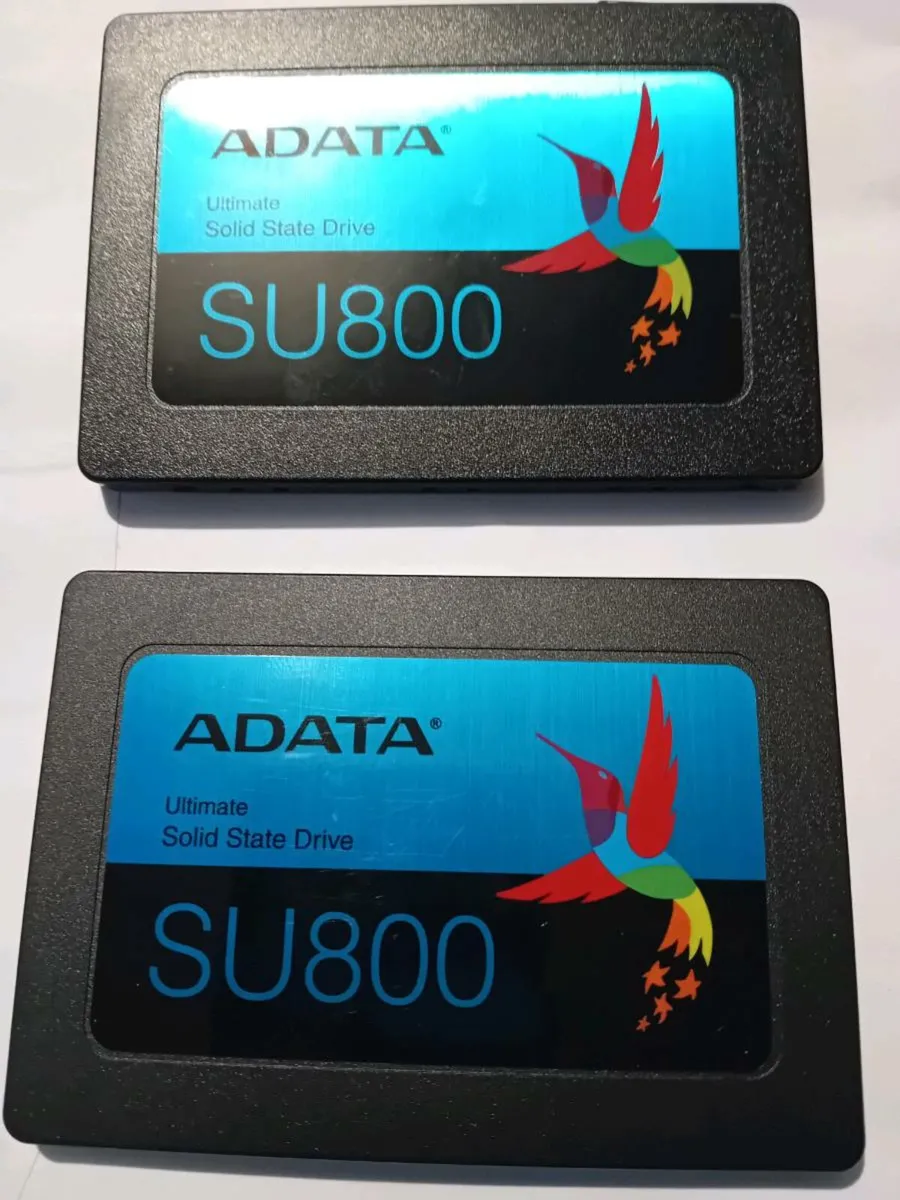 ADATA®
Ultimate
Solid State Drive
SU800
ADATA®
Ultimate
Solid State Drive
SU800